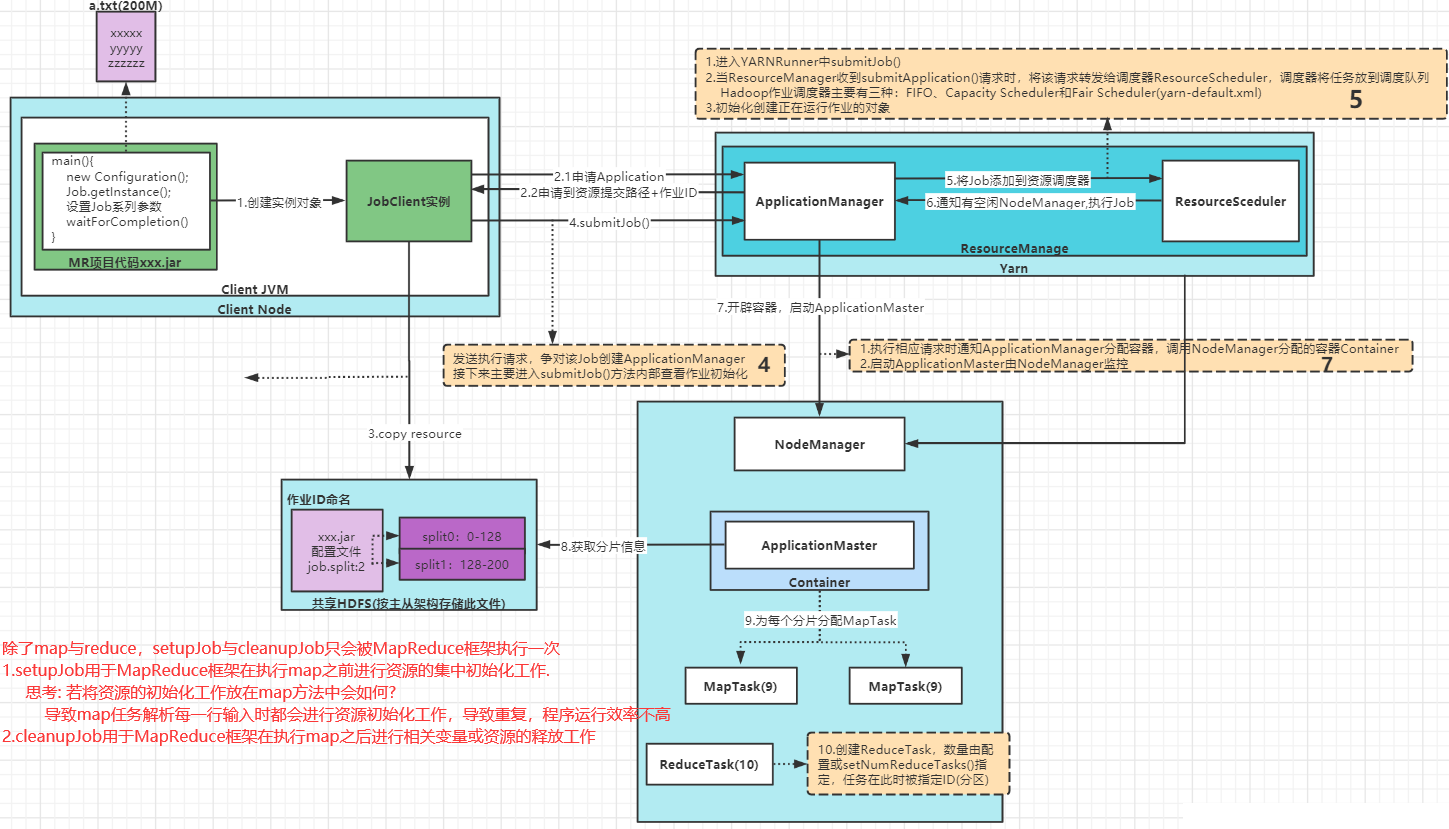 a.txt(200M)
xxxxx
yyyyy
zzzzzz
main(){
new Configuration();
Job.getInstance();
设置Job系列参数
waitForCompletion()
}
MR项目代码xxx.jar
1.创建实例对象
JobClient实例
Client JVM
Client Node
2.1申请Application
2.2申请到资源提交路径+作业ID
4.submitJob()
1.进入YARNRunner中submitJob()
2.当ResourceManager收到submitApplication()请求时，将该请求转发给调度器ResourceScheduler，调度器将任务放到调度队列
Hadoop作业调度器主要有三种：FIFO、Capacity Scheduler和Fair Scheduler(yarn-default.xml)
3.初始化创建正在运行作业的对象
5
ApplicationManager
5.将Job添加到资源调度器
6.通知有空闲NodeManager,执行Job
ResourceSceduler
ResourceManage
Yarn
7.开辟容器，启动ApplicationMaster
发送执行请求，争对该Job创建ApplicationManager
接下来主要进入submitJob()方法内部查看作业初始化
4
1.执行相应请求时通知ApplicationManager分配容器，调用NodeManager分配的容器Container
2.启动ApplicationMaster由NodeManager监控
7
3.copy resource
NodeManager
作业ID命名
xxx.jar
配置文件
job.split:2
split0：0-128
split1：128-200
共享HDFS(按主从架构存储此文件)
8.获取分片信息
ApplicationMaster
Container
9.为每个分片分配MapTask
MapTask(9)
MapTask(9)
ReduceTask(10)
10.创建ReduceTask，数量由配
置或setNumReduceTasks()指
定，任务在此时被指定ID(分区)
除了map与reduce，setupJob与cleanupJob只会被MapReduce框架执行一次
1.setupJob用于MapReduce框架在执行map之前进行资源的集中初始化工作.
思考: 若将资源的初始化工作放在map方法中会如何?
导致map任务解析每一行输入时都会进行资源初始化工作，导致重复，程序运行效率不高
2.cleanupJob用于MapReduce框架在执行map之后进行相关变量或资源的释放工作